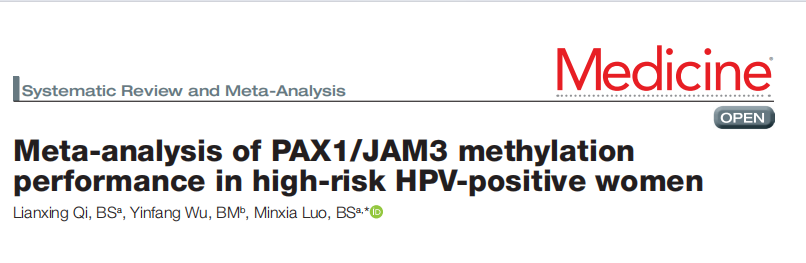 Medicine®
Systematic Review and Meta-Analysis
OPEN
Meta-analysis of PAX1/JAM3 methylation
performance in high-risk HPV-positive women
Lianxing Qi, BSᵃ, Yinfang Wu, BMᵇ, Minxia Luo, BSᵃ,* iD